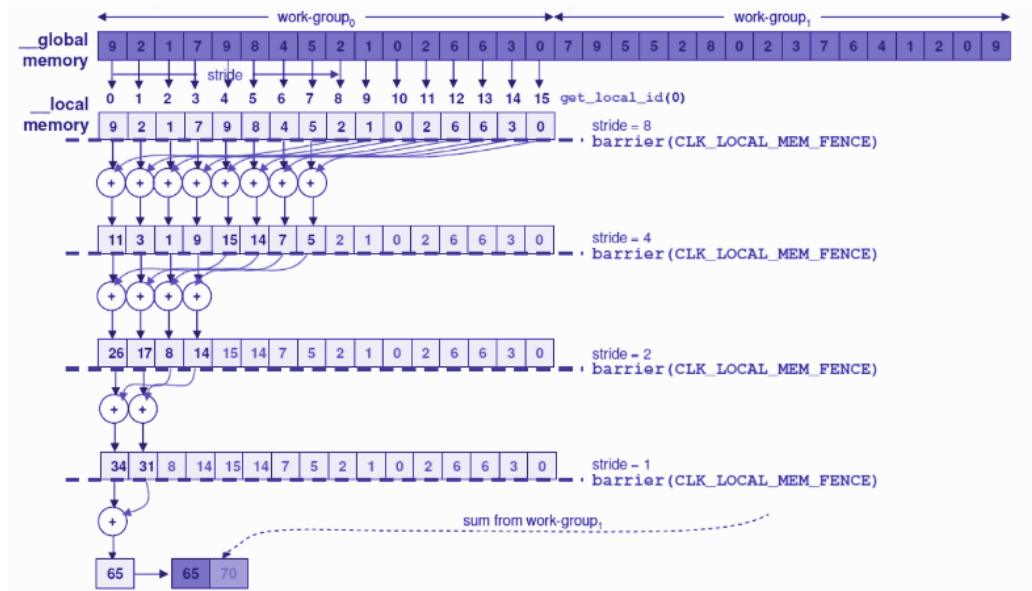 work-group0 work-group1
__global memory 9 2 1 7 9 8 4 5 2 1 0 2 6 6 3 0 7 9 5 5 2 8 0 2 3 7 6 4 1 2 0 9
stride
0 1 2 3 4 5 6 7 8 9 10 11 12 13 14 15 get_local_id(0)
__local memory 9 2 1 7 9 8 4 5 2 1 0 2 6 6 3 0 stride = 8
barrier(CLK_LOCAL_MEM_FENCE)
+ + + + + + + +
11 3 1 9 15 14 7 5 2 1 0 2 6 6 3 0 stride = 4
barrier(CLK_LOCAL_MEM_FENCE)
+ + + +
26 17 8 14 15 14 7 5 2 1 0 2 6 6 3 0 stride = 2
barrier(CLK_LOCAL_MEM_FENCE)
+ +
34 31 8 14 15 14 7 5 2 1 0 2 6 6 3 0 stride = 1
barrier(CLK_LOCAL_MEM_FENCE)
+
sum from work-group1
65 65 70